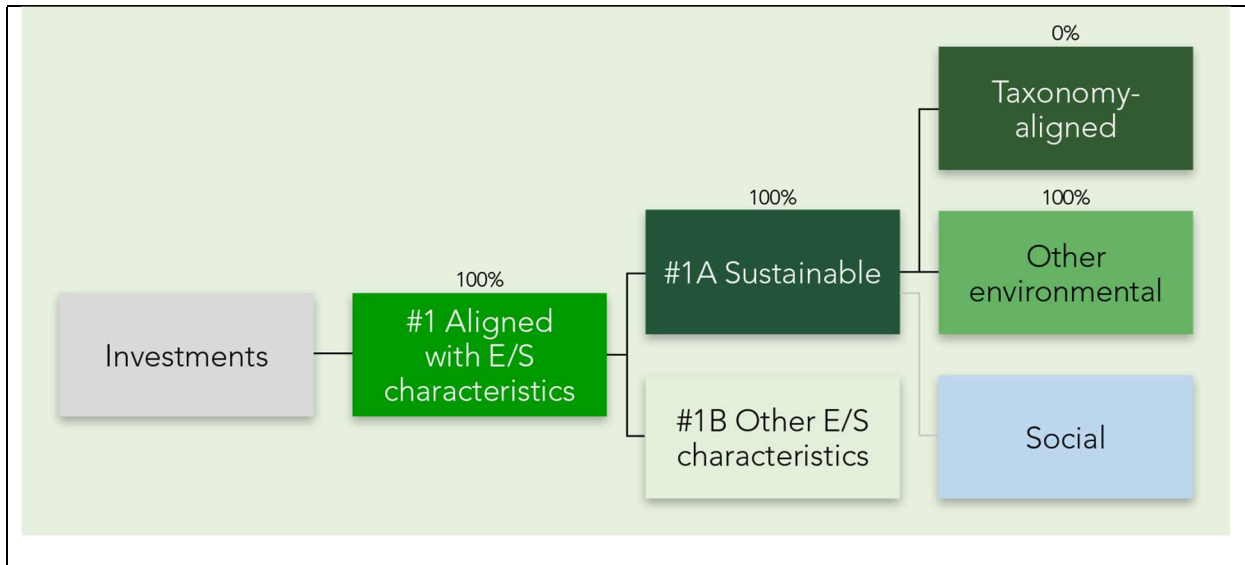 0%
Taxonomy-
aligned
100%
#1A Sustainable
100%
Other
environmental
100%
#1 Aligned
with E/S
characteristics
Investments
#1B Other E/S
characteristics
Social